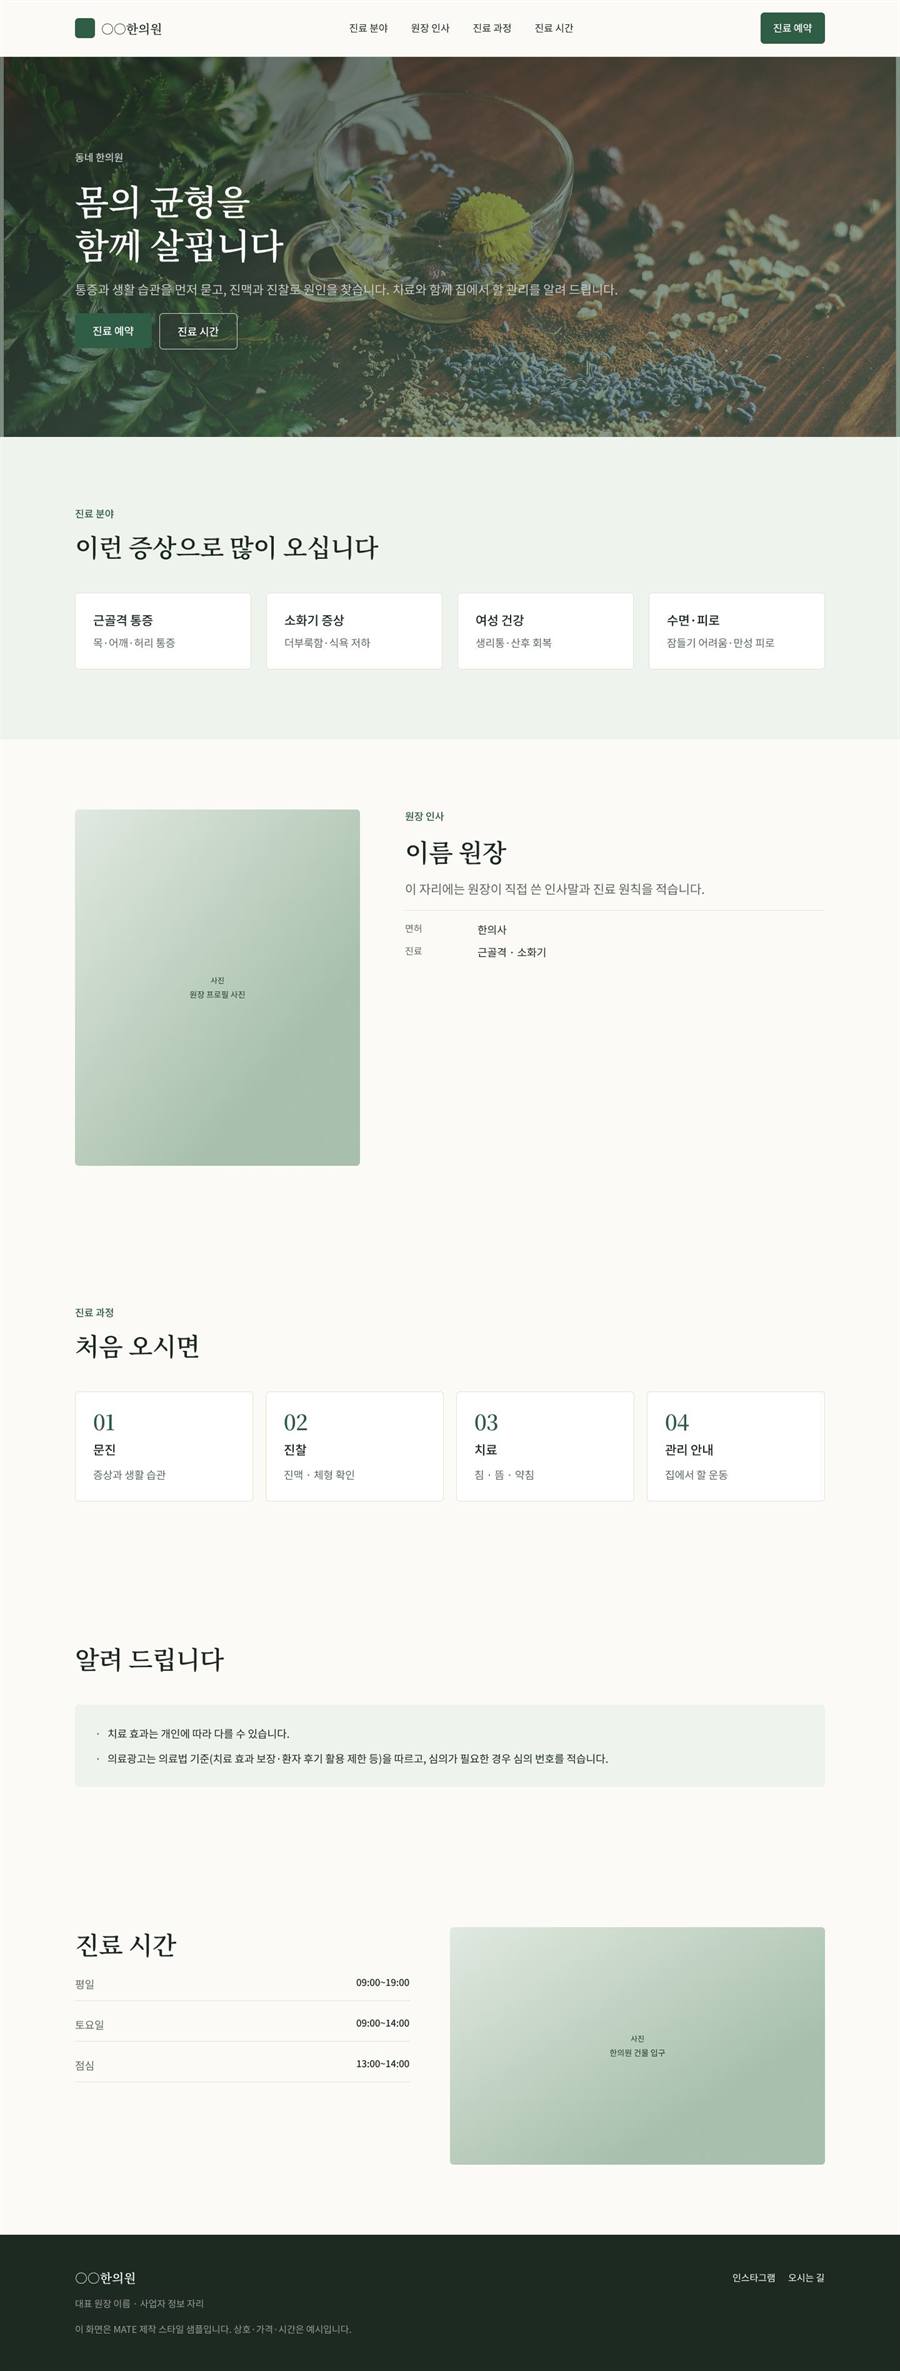 ○○한의원
진료 분야
원장 인사
진료 과정
진료 시간
진료 예약
동네 한의원
몸의 균형을
함께 살핍니다
통증과 생활 습관을 먼저 묻고, 진맥과 진찰로 원인을 찾습니다. 치료와 함께 집에서 할 관리를 알려 드립니다.
진료 예약
진료 시간
진료 분야
이런 증상으로 많이 오십니다
근골격 통증
목·어깨·허리 통증
소화기 증상
더부룩함·식욕 저하
여성 건강
생리통·산후 회복
수면·피로
잠들기 어려움·만성 피로
사진
원장 프로필 사진
원장 인사
이름 원장
이 자리에는 원장이 직접 쓴 인사말과 진료 원칙을 적습니다.
면허 한의사
진료 근골격 · 소화기
진료 과정
처음 오시면
01
문진
증상과 생활 습관
02
진찰
진맥 · 체형 확인
03
치료
침 · 뜸 · 약침
04
관리 안내
집에서 할 운동
알려 드립니다
· 치료 효과는 개인에 따라 다를 수 있습니다.
· 의료광고는 의료법 기준(치료 효과 보장·환자 후기 활용 제한 등)을 따르고, 심의가 필요한 경우 심의 번호를 적습니다.
진료 시간
평일 09:00~19:00
토요일 09:00~14:00
점심 13:00~14:00
사진
한의원 건물 입구
○○한의원
대표 원장 이름 · 사업자 정보 자리
이 화면은 MATE 제작 스타일 샘플입니다. 상호·가격·시간은 예시입니다.
인스타그램
오시는 길